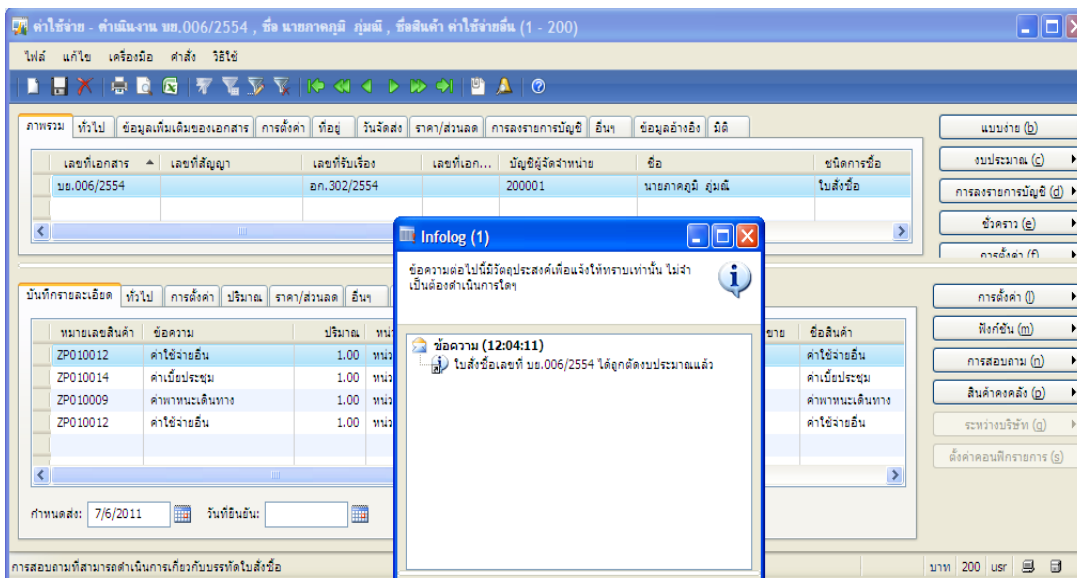 ค่าใช้จ่าย - ดำเนินงาน บย.006/2554 , ชื่อ นายภาคภูมิ ภู่มณี , ชื่อสินค้า ค่าใช้จ่ายอื่น (1 - 200)
ไฟล์ แก้ไข เครื่องมือ คำสั่ง วิธีใช้
ภาพรวม ทั่วไป ข้อมูลเพิ่มเติมของเอกสาร การตั้งค่า ที่อยู่ วันจัดส่ง ราคา/ส่วนลด การลงรายการบัญชี อื่นๆ ข้อมูลอ้างอิง มิติ
แบบง่าย (b)
เลขที่เอกสาร เลขที่สัญญา เลขที่รับเรื่อง เลขที่เอก... บัญชีผู้จัดจำหน่าย ชื่อ ชนิดการซื้อ
งบประมาณ (c)
บย.006/2554 อก.302/2554 200001 นายภาคภูมิ ภู่มณี ใบสั่งซื้อ
การลงรายการบัญชี (d)
ชั่วคราว (e)
การตั้งค่า (f)
Infolog (1)
ข้อความต่อไปนี้มีวัตถุประสงค์เพื่อแจ้งให้ทราบเท่านั้น ไม่จำ
เป็นต้องดำเนินการใดๆ
ข้อความ (12:04:11)
ใบสั่งซื้อเลขที่ บย.006/2554 ได้ถูกตัดงบประมาณแล้ว
บันทึกรายละเอียด ทั่วไป การตั้งค่า ปริมาณ ราคา/ส่วนลด อื่นๆ
การตั้งค่า (l)
หมายเลขสินค้า ข้อความ ปริมาณ หน่ ขาย ชื่อสินค้า
ฟังก์ชัน (m)
ZP010012 ค่าใช้จ่ายอื่น 1.00 หน่ว ค่าใช้จ่ายอื่น
การสอบถาม (n)
ZP010014 ค่าเบี้ยประชุม 1.00 หน่ว ค่าเบี้ยประชุม
สินค้าคงคลัง (p)
ZP010009 ค่าพาหนะเดินทาง 1.00 หน่ว ค่าพาหนะเดินทาง
ZP010012 ค่าใช้จ่ายอื่น 1.00 หน่ว ค่าใช้จ่ายอื่น
ระหว่างบริษัท (q)
ตั้งค่าคอนฟิกรายการ (s)
กำหนดส่ง: 7/6/2011 วันที่ยืนยัน:
การสอบถามที่สามารถดำเนินการเกี่ยวกับบรรทัดใบสั่งซื้อ บาท 200 usr